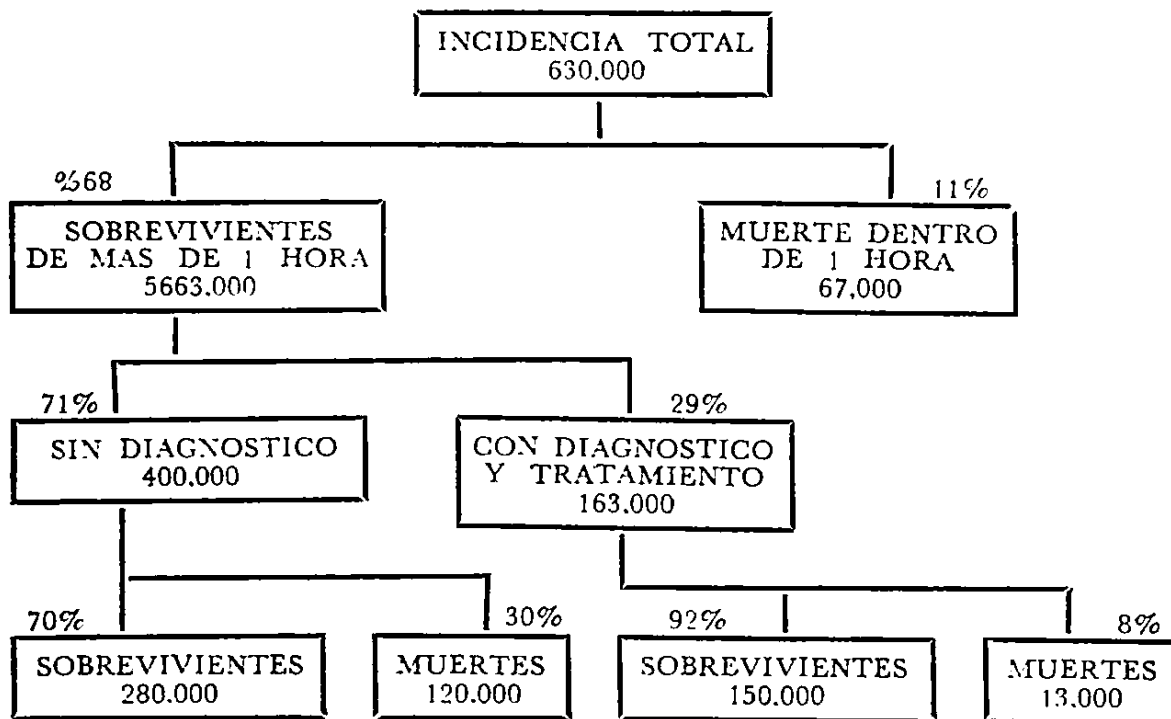 INCIDENCIA TOTAL
630.000
%68
11%
SOBREVIVIENTES
DE MAS DE 1 HORA
5663.000
MUERTE DENTRO
DE 1 HORA
67,000
71%
29%
SIN DIAGNOSTICO
400.000
CON DIAGNOSTICO
Y TRATAMIENTO
163.000
70%
30%
92%
8%
SOBREVIVIENTES
280.000
MUERTES
120.000
SOBREVIVIENTES
150.000
MUERTES
13.000